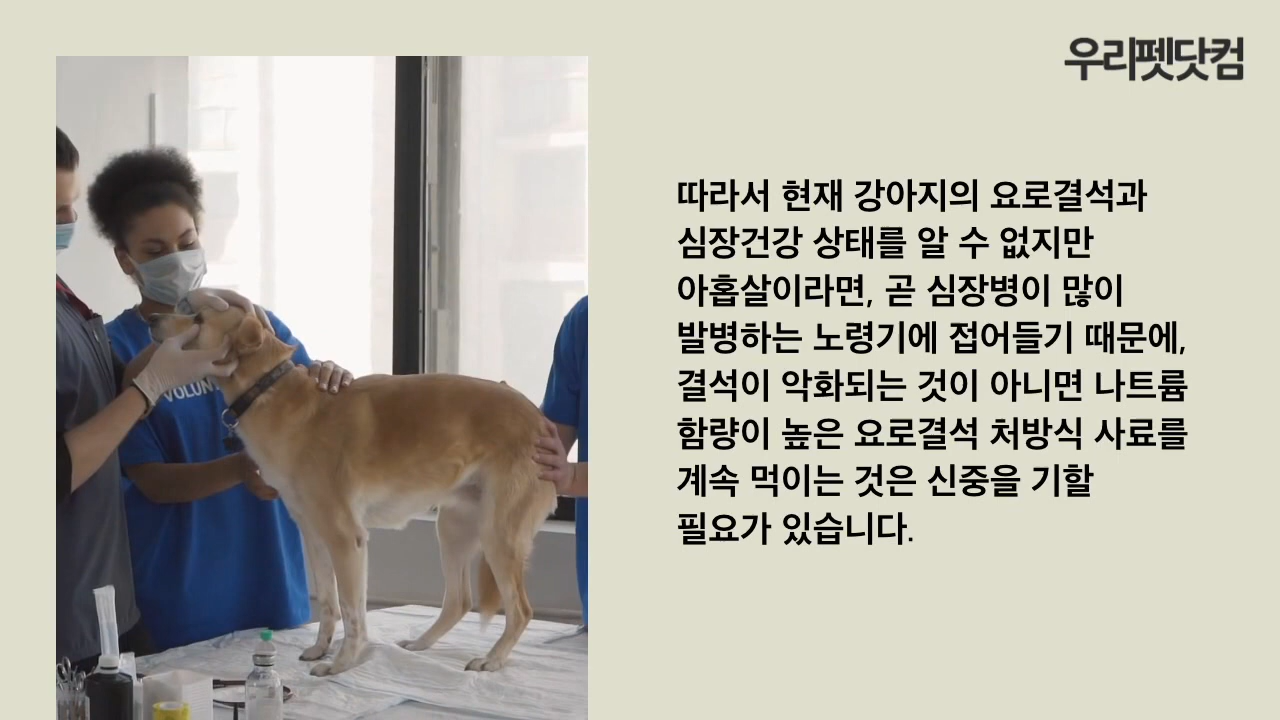 우리펫닷컴
따라서 현재 강아지의 요로결석과
심장건강 상태를 알 수 없지만
아홉살이라면, 곧 심장병이 많이
발병하는 노령기에 접어들기 때문에,
결석이 악화되는 것이 아니면 나트륨
함량이 높은 요로결석 처방식 사료를
계속 먹이는 것은 신중을 기할
필요가 있습니다.